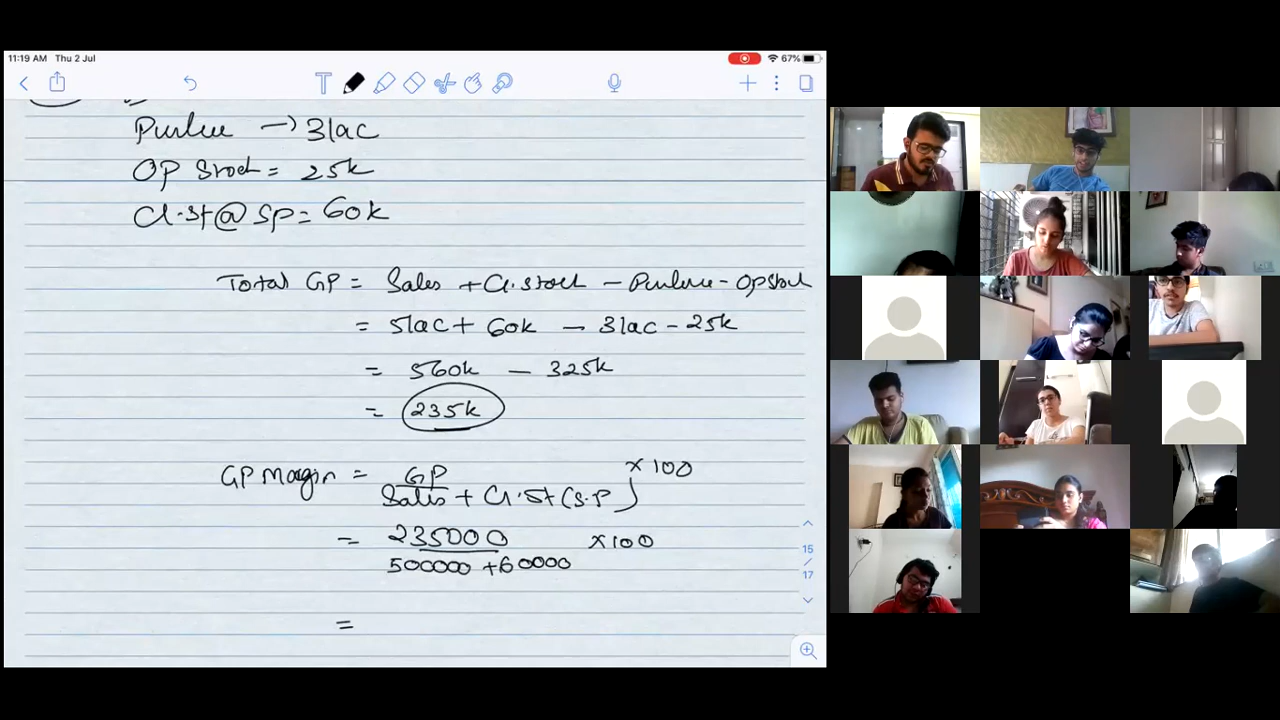 11:19 AM Thu 2 Jul 67%
T
→ 3lac
OP Stock = 25k
Cl.st@ Sp = 60k
Total GP = Sales + Cl.stock - Purchase - OpStock
= 5lac + 60k - 3lac - 25k
= 560k - 325k
= 235k
GP Margin = GP × 100
Sales + Cl.St (S.P)
= 235000 × 100
500000 + 60000
15
/
17
=